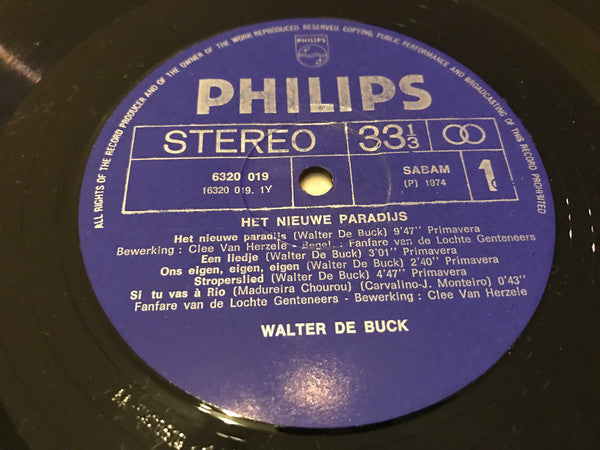 ALL RIGHTS OF THE RECORD PRODUCER AND OF THE OWNER OF THE WORK REPRODUCED RESERVED. COPYING, PUBLIC PERFORMANCE AND BROADCASTING OF THIS RECORD PROHIBITED
PHILIPS
PHILIPS
STEREO 33 1/3
6320 019 SABAM 1
16320 019. 1Y (P) 1974
HET NIEUWE PARADIJS
Het nieuwe paradijs (Walter De Buck) 9'47" Primavera
Bewerking : Clee Van Herzele - Begel. : Fanfare van de Lochte Genteneers
Een liedje (Walter De Buck) 3'01" Primavera
Ons eigen, eigen, eigen (Walter De Buck) 2'40" Primavera
Stroperslied (Walter De Buck) 4'47" Primavera
Si tu vas à Rio (Madureira Chourou) (Carvalino-J. Monteiro) 0'43"
Fanfare van de Lochte Genteneers - Bewerking : Clee Van Herzele
WALTER DE BUCK